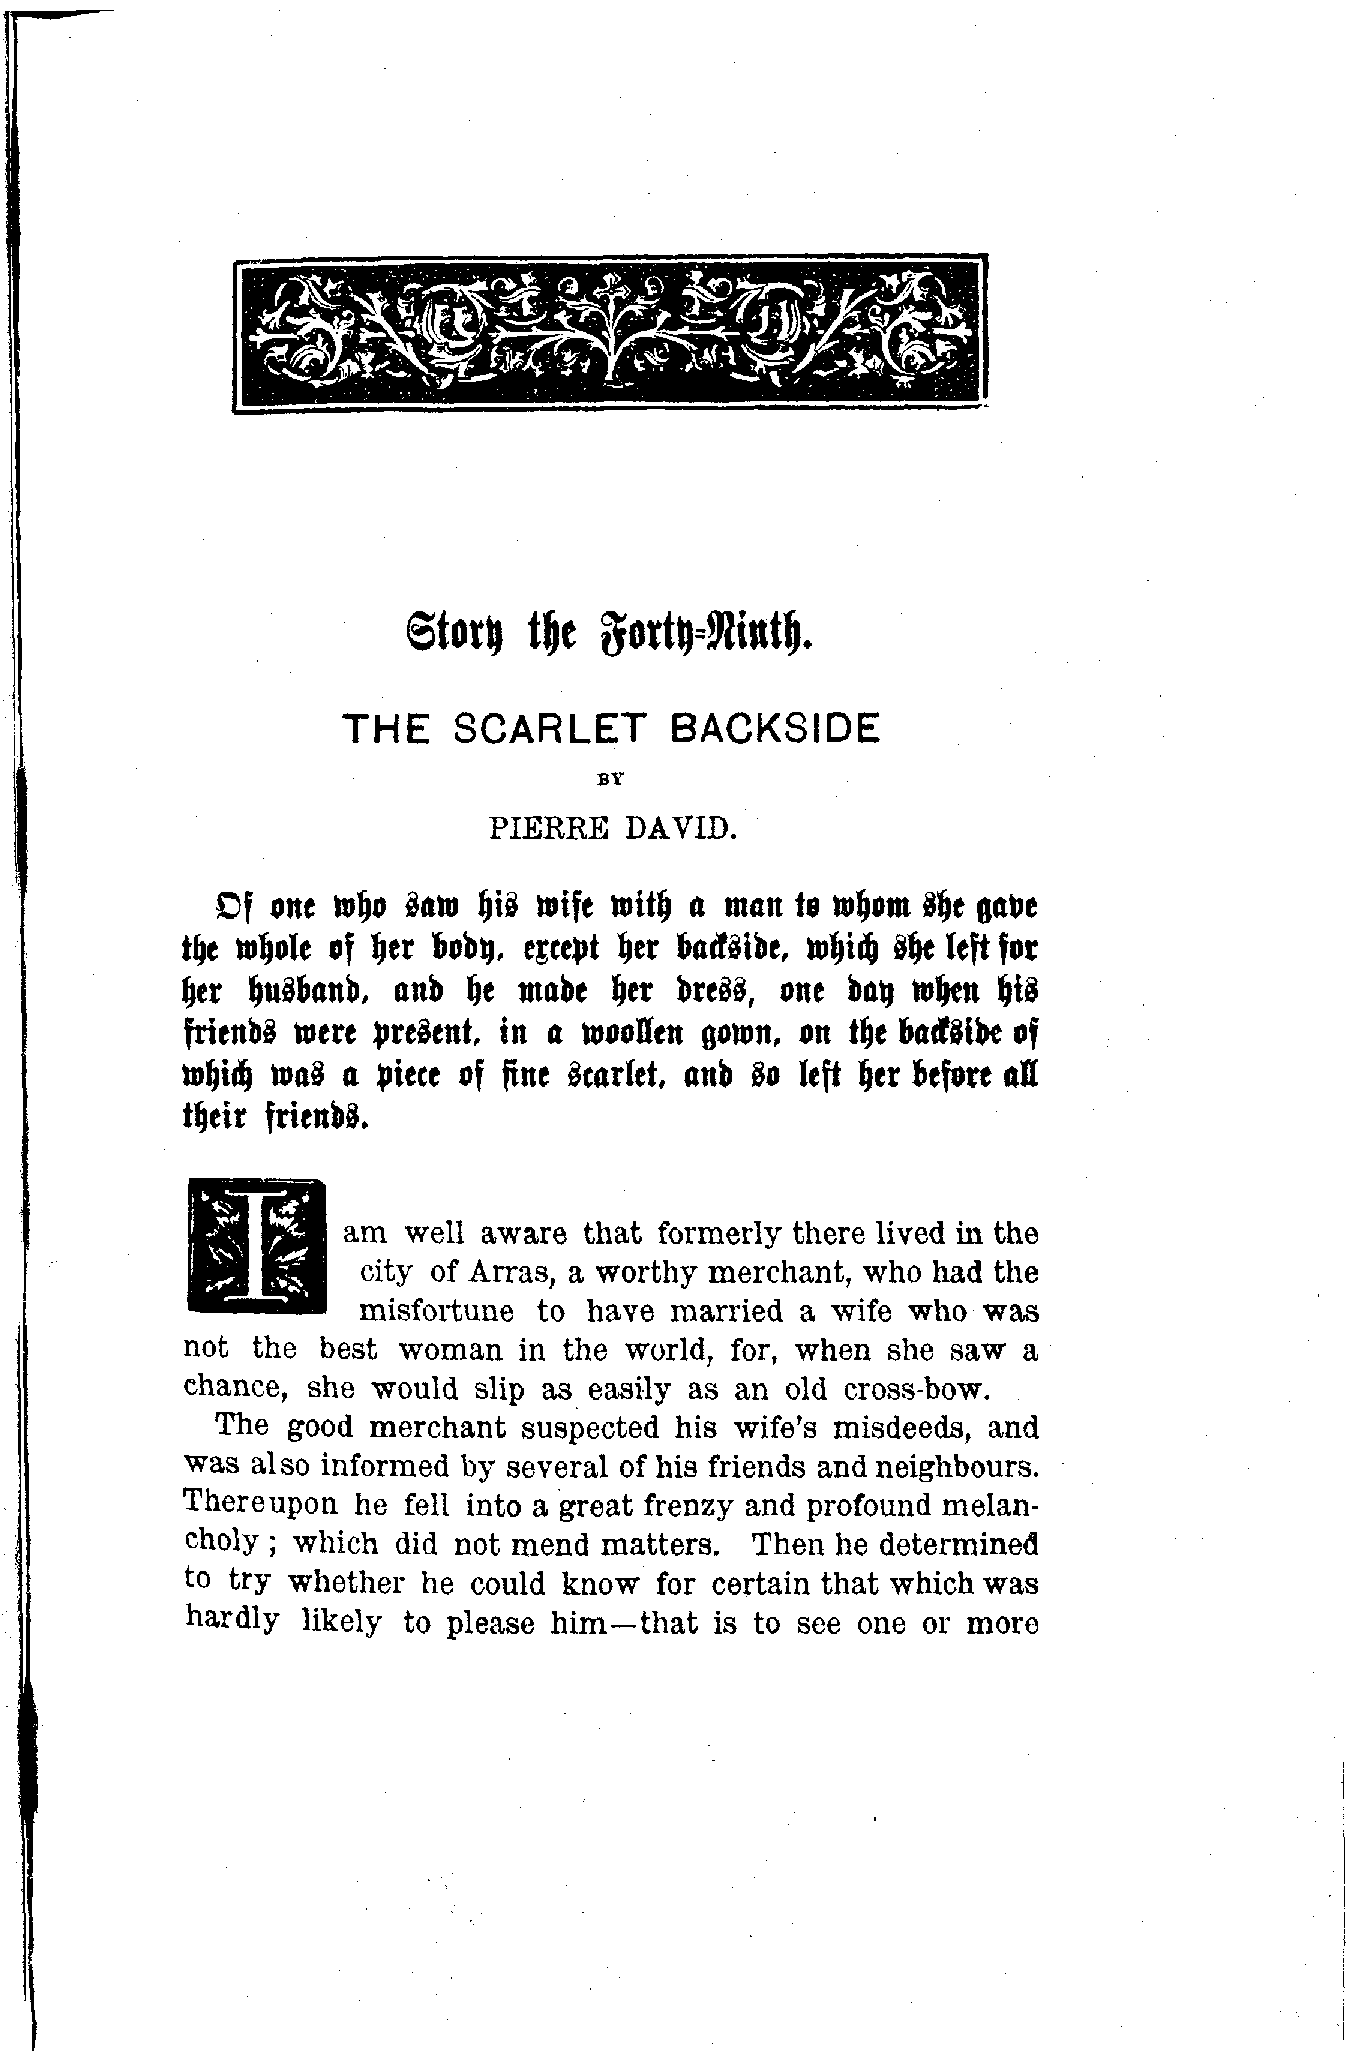 Story the Forty-Ninth.
THE SCARLET BACKSIDE
BY
PIERRE DAVID.
Of one who saw his wife with a man to whom she gave
the whole of her body, except her backside, which she left for
her husband, and he made her dress, one day when his
friends were present, in a woollen gown, on the backside of
which was a piece of fine scarlet, and so left her before all
their friends.
I am well aware that formerly there lived in the
city of Arras, a worthy merchant, who had the
misfortune to have married a wife who was
not the best woman in the world, for, when she saw a
chance, she would slip as easily as an old cross-bow.
The good merchant suspected his wife's misdeeds, and
was also informed by several of his friends and neighbours.
Thereupon he fell into a great frenzy and profound melan-
choly ; which did not mend matters. Then he determined
to try whether he could know for certain that which was
hardly likely to please him—that is to see one or more